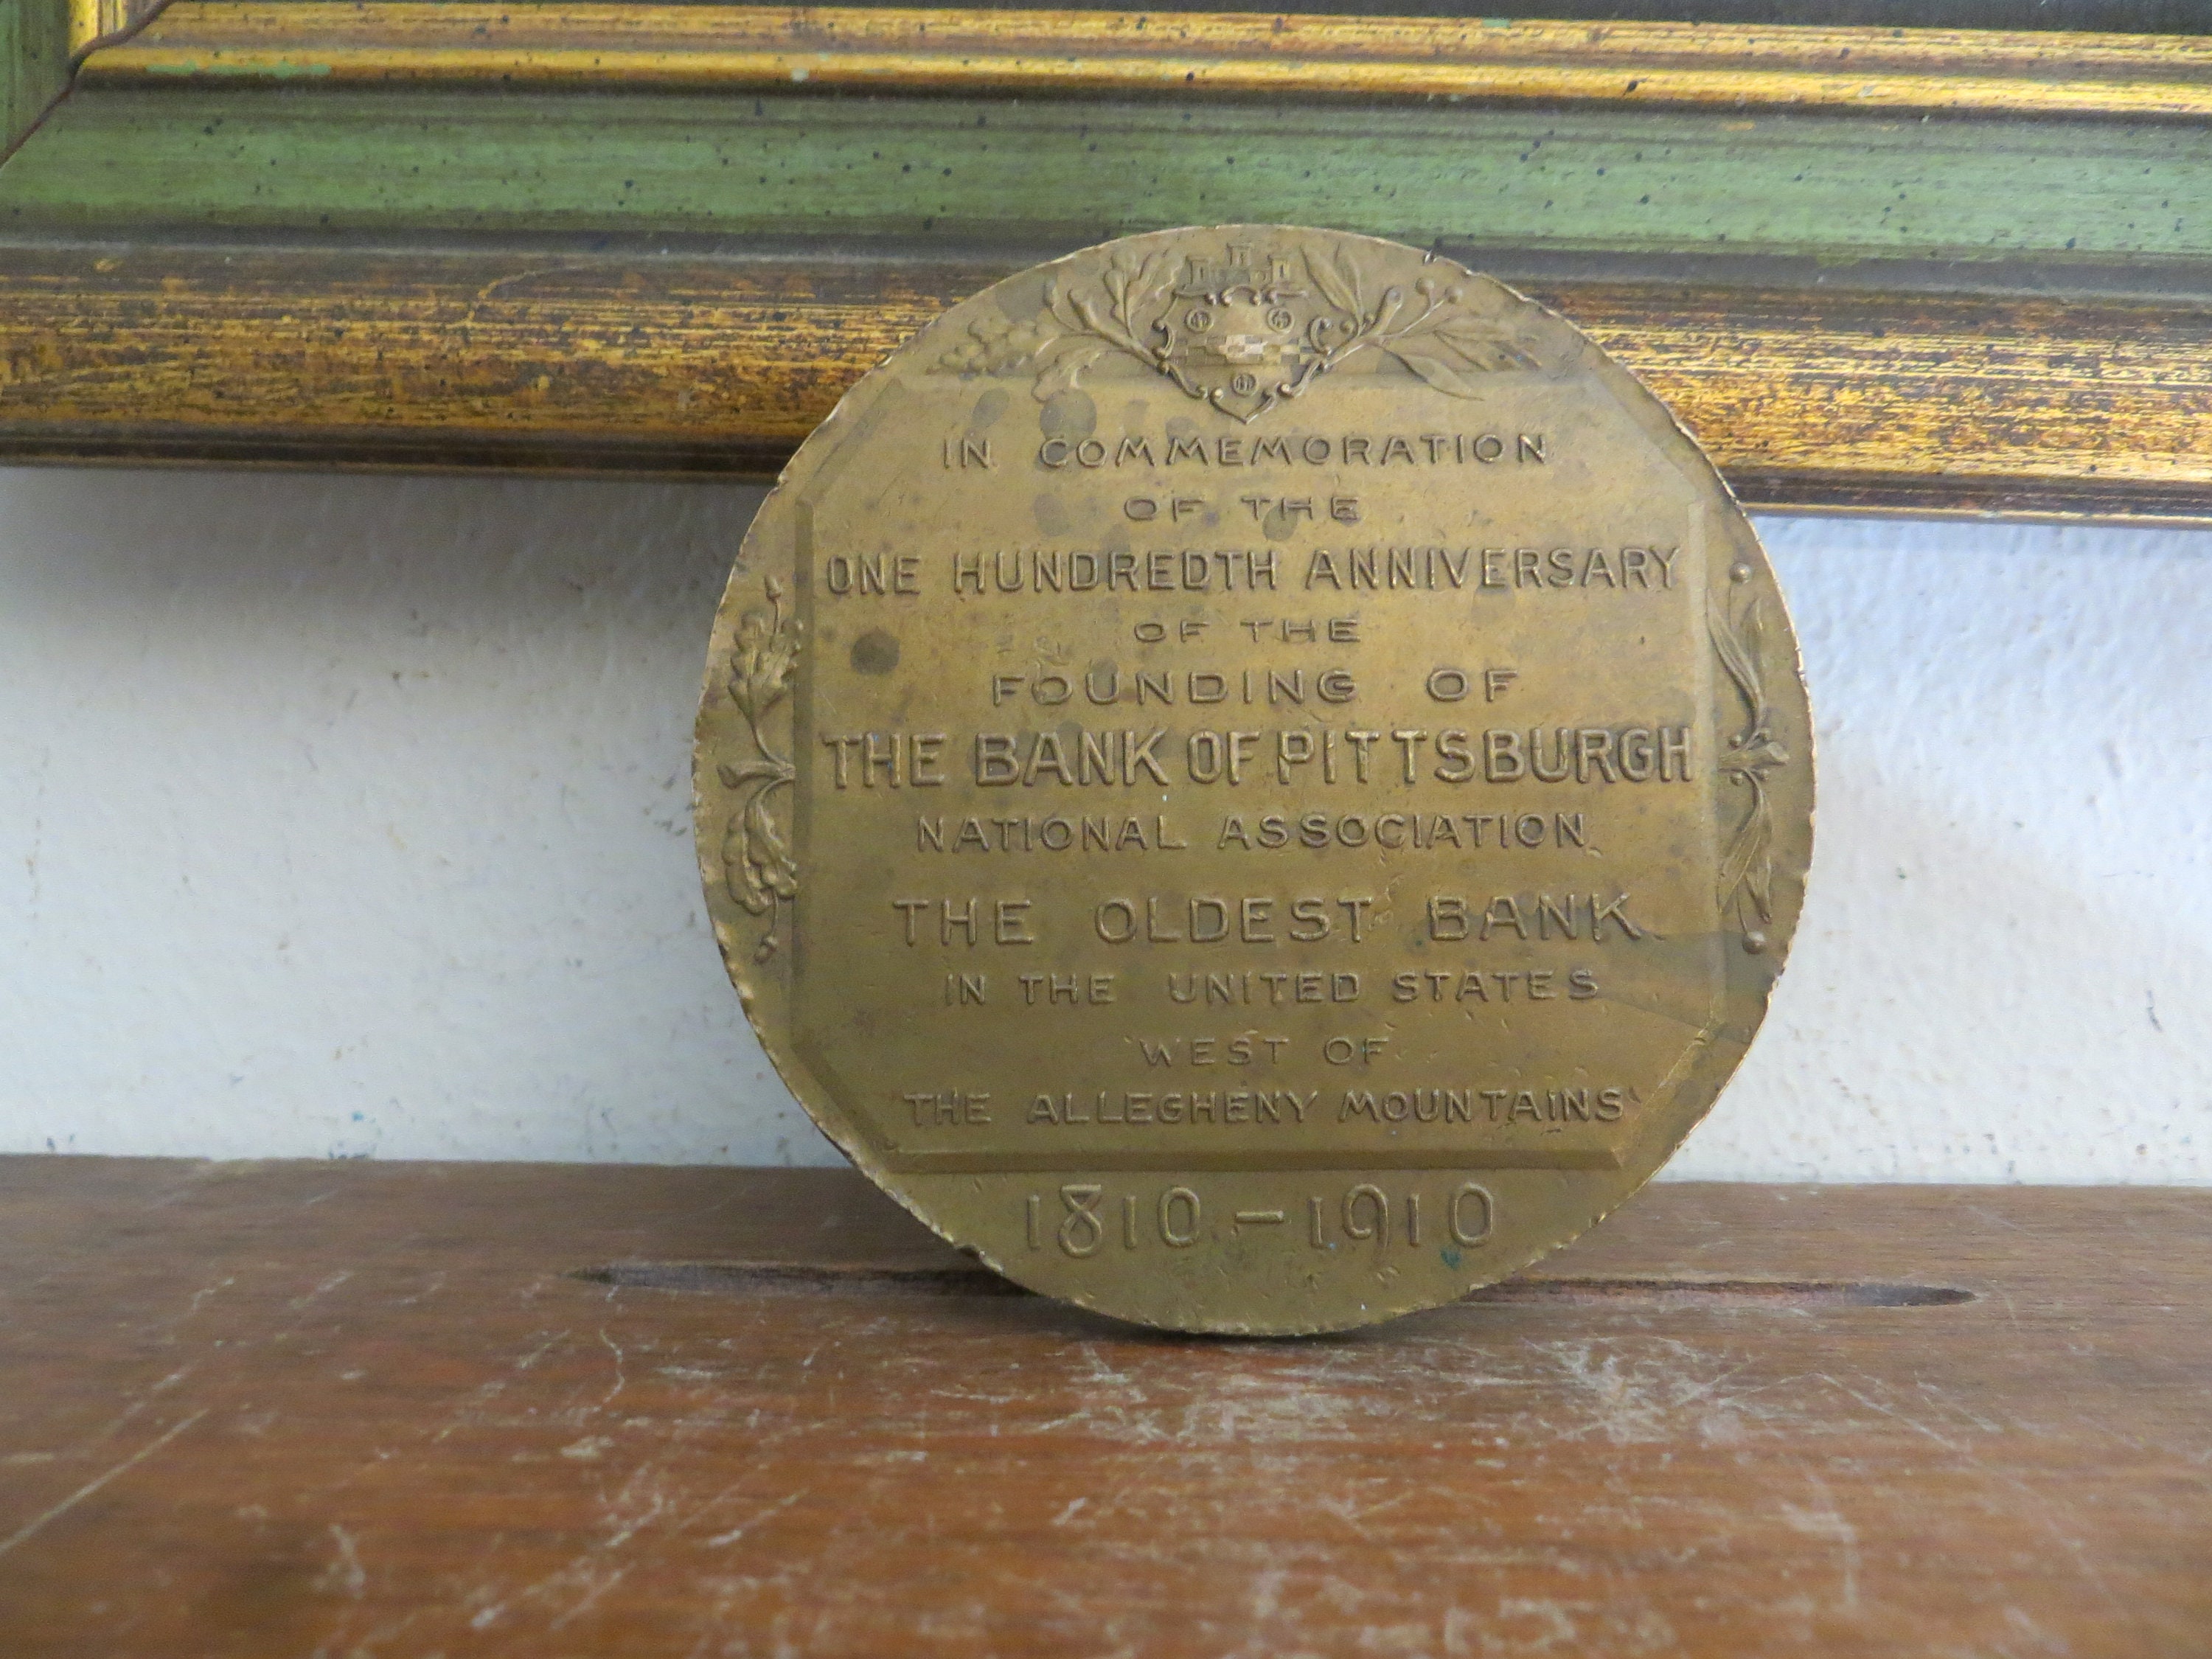 IN COMMEMORATION
OF THE
ONE HUNDREDTH ANNIVERSARY
OF THE
FOUNDING OF
THE BANK OF PITTSBURGH
NATIONAL ASSOCIATION
THE OLDEST BANK
IN THE UNITED STATES
WEST OF
THE ALLEGHENY MOUNTAINS
1810-1910